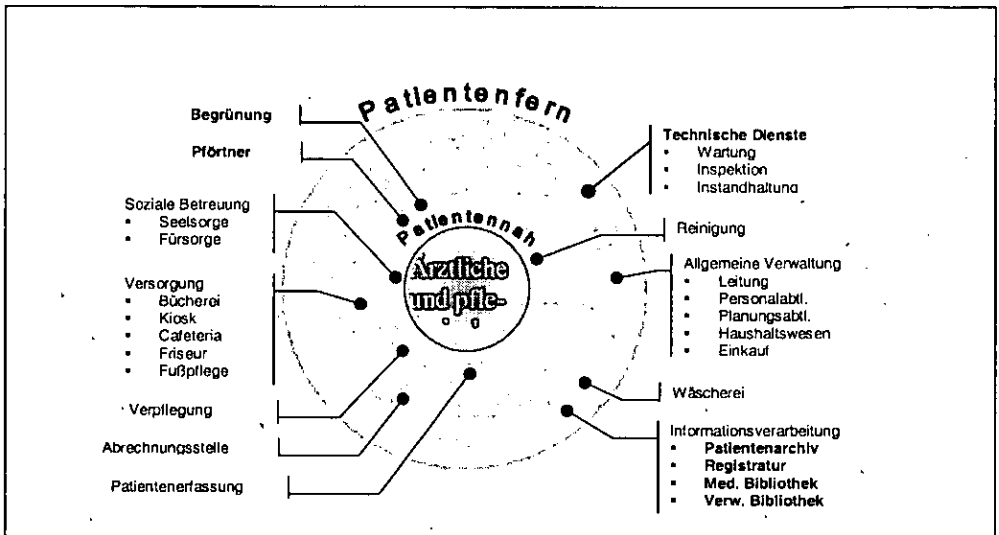 Patientenfern
Begrünung
Pförtner
Soziale Betreuung
▪ Seelsorge
▪ Fürsorge
Versorgung
▪ Bücherei
▪ Kiosk
▪ Cafeteria
▪ Friseur
▪ Fußpflege
Verpflegung
Abrechnungsstelle
Patientenerfassung
Patientennah
Ärztliche
und pfle-
Technische Dienste
▪ Wartung
▪ Inspektion
▪ Instandhaltung
Reinigung
Allgemeine Verwaltung
▪ Leitung
▪ Personalabtl.
▪ Planungsabtl.
▪ Haushaltswesen
▪ Einkauf
Wäscherei
Informationsverarbeitung
▪ Patientenarchiv
▪ Registratur
▪ Med. Bibliothek
▪ Verw. Bibliothek